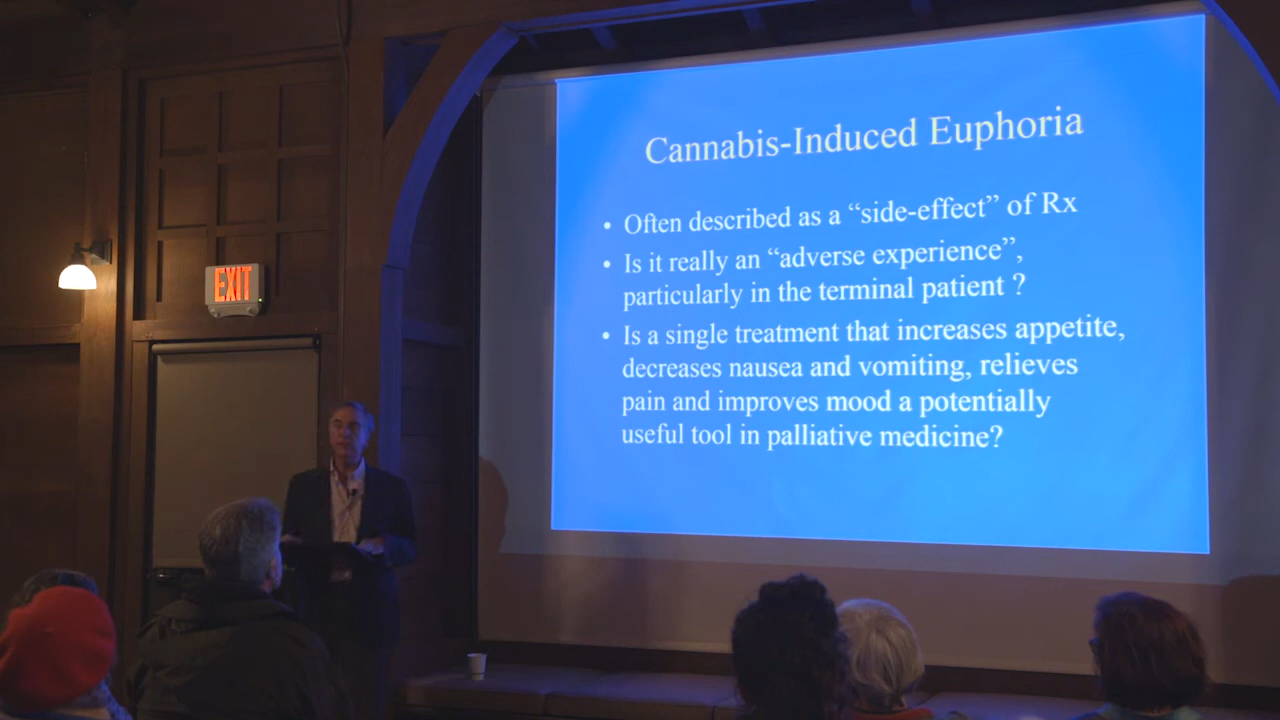 Cannabis-Induced Euphoria
• Often described as a “side-effect” of Rx
• Is it really an “adverse experience”,
particularly in the terminal patient ?
• Is a single treatment that increases appetite,
decreases nausea and vomiting, relieves
pain and improves mood a potentially
useful tool in palliative medicine?
EXIT